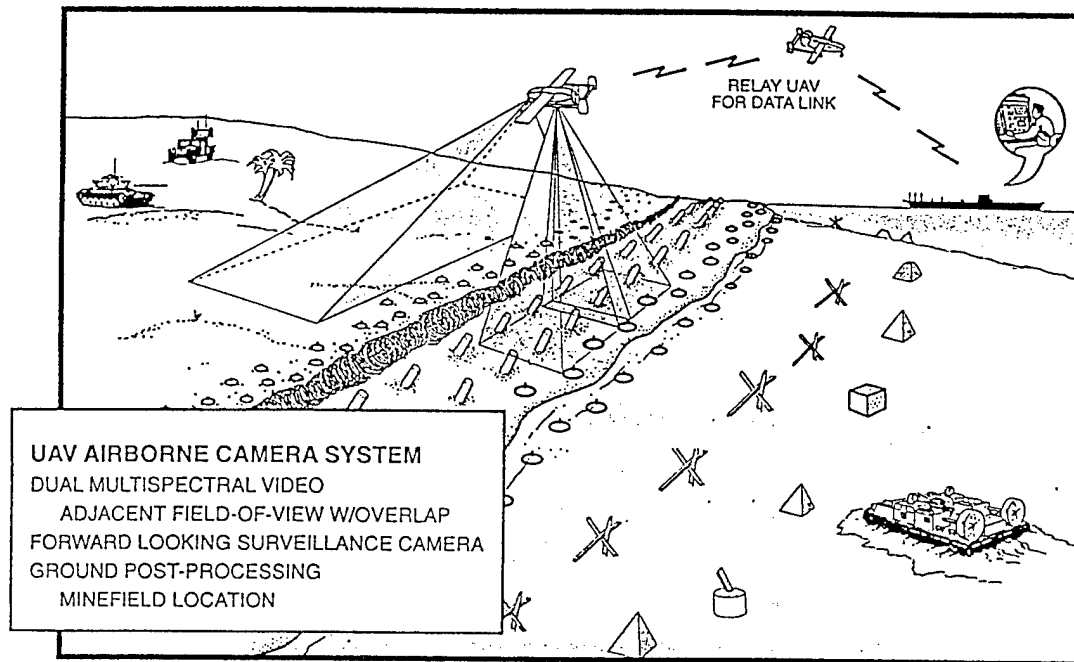 RELAY UAV
FOR DATA LINK
UAV AIRBORNE CAMERA SYSTEM
DUAL MULTISPECTRAL VIDEO
ADJACENT FIELD-OF-VIEW W/OVERLAP
FORWARD LOOKING SURVEILLANCE CAMERA
GROUND POST-PROCESSING
MINEFIELD LOCATION